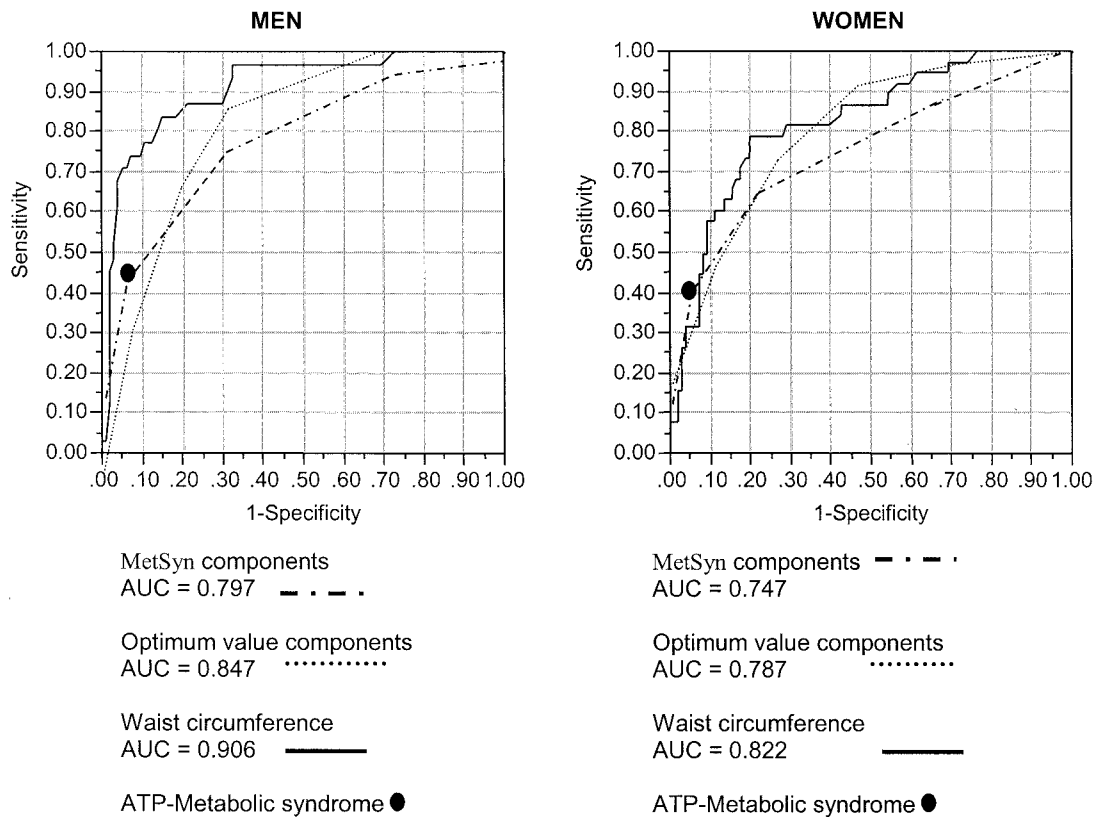 MEN
1.00
0.90
0.80
0.70
0.60
0.50
0.40
0.30
0.20
0.10
0.00
Sensitivity
.00 .10 .20 .30 .40 .50 .60 .70 .80 .90 1.00
1-Specificity
MetSyn components
AUC = 0.797
Optimum value components
AUC = 0.847
Waist circumference
AUC = 0.906
ATP-Metabolic syndrome
WOMEN
1.00
0.90
0.80
0.70
0.60
0.50
0.40
0.30
0.20
0.10
0.00
Sensitivity
.00 .10 .20 .30 .40 .50 .60 .70 .80 .90 1.00
1-Specificity
MetSyn components
AUC = 0.747
Optimum value components
AUC = 0.787
Waist circumference
AUC = 0.822
ATP-Metabolic syndrome